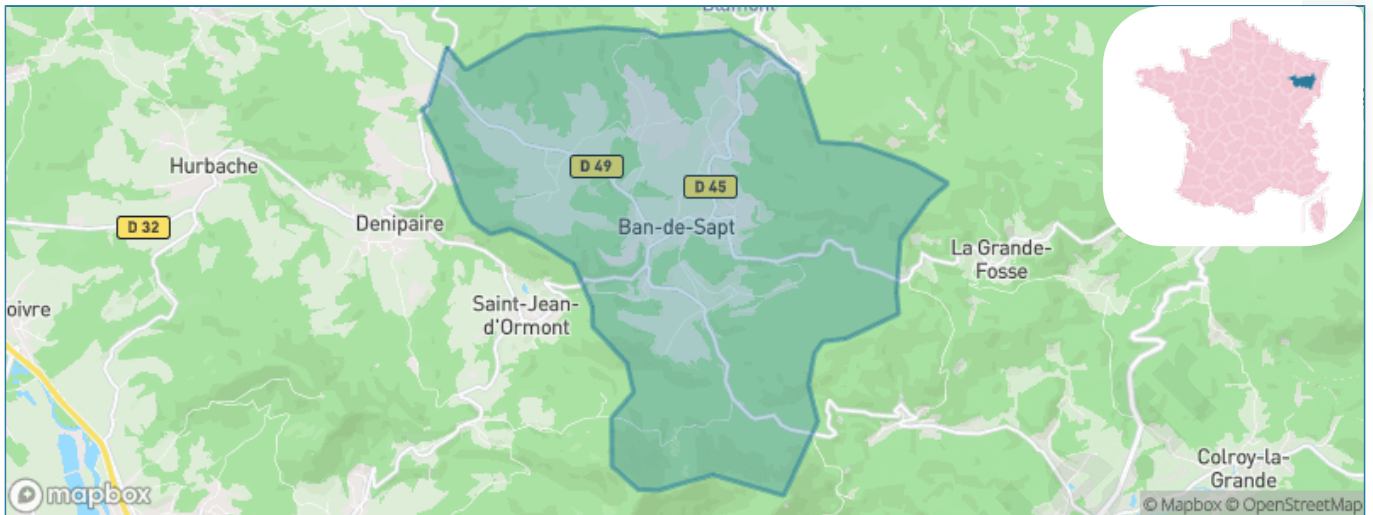 Hurbache
D 49
D 45
D 32
Denipaire
Ban-de-Sapt
La Grande-
Fosse
Saint-Jean-
d'Ormont
oivre
Colroy-la-
Grande
mapbox
© Mapbox © OpenStreetMap